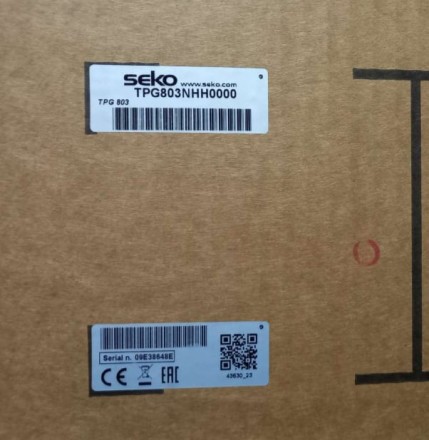 seko www.seko.com
TPG803NHH0000
TPG 803
Serial n. 09E38648E
CE EAC
43630_23